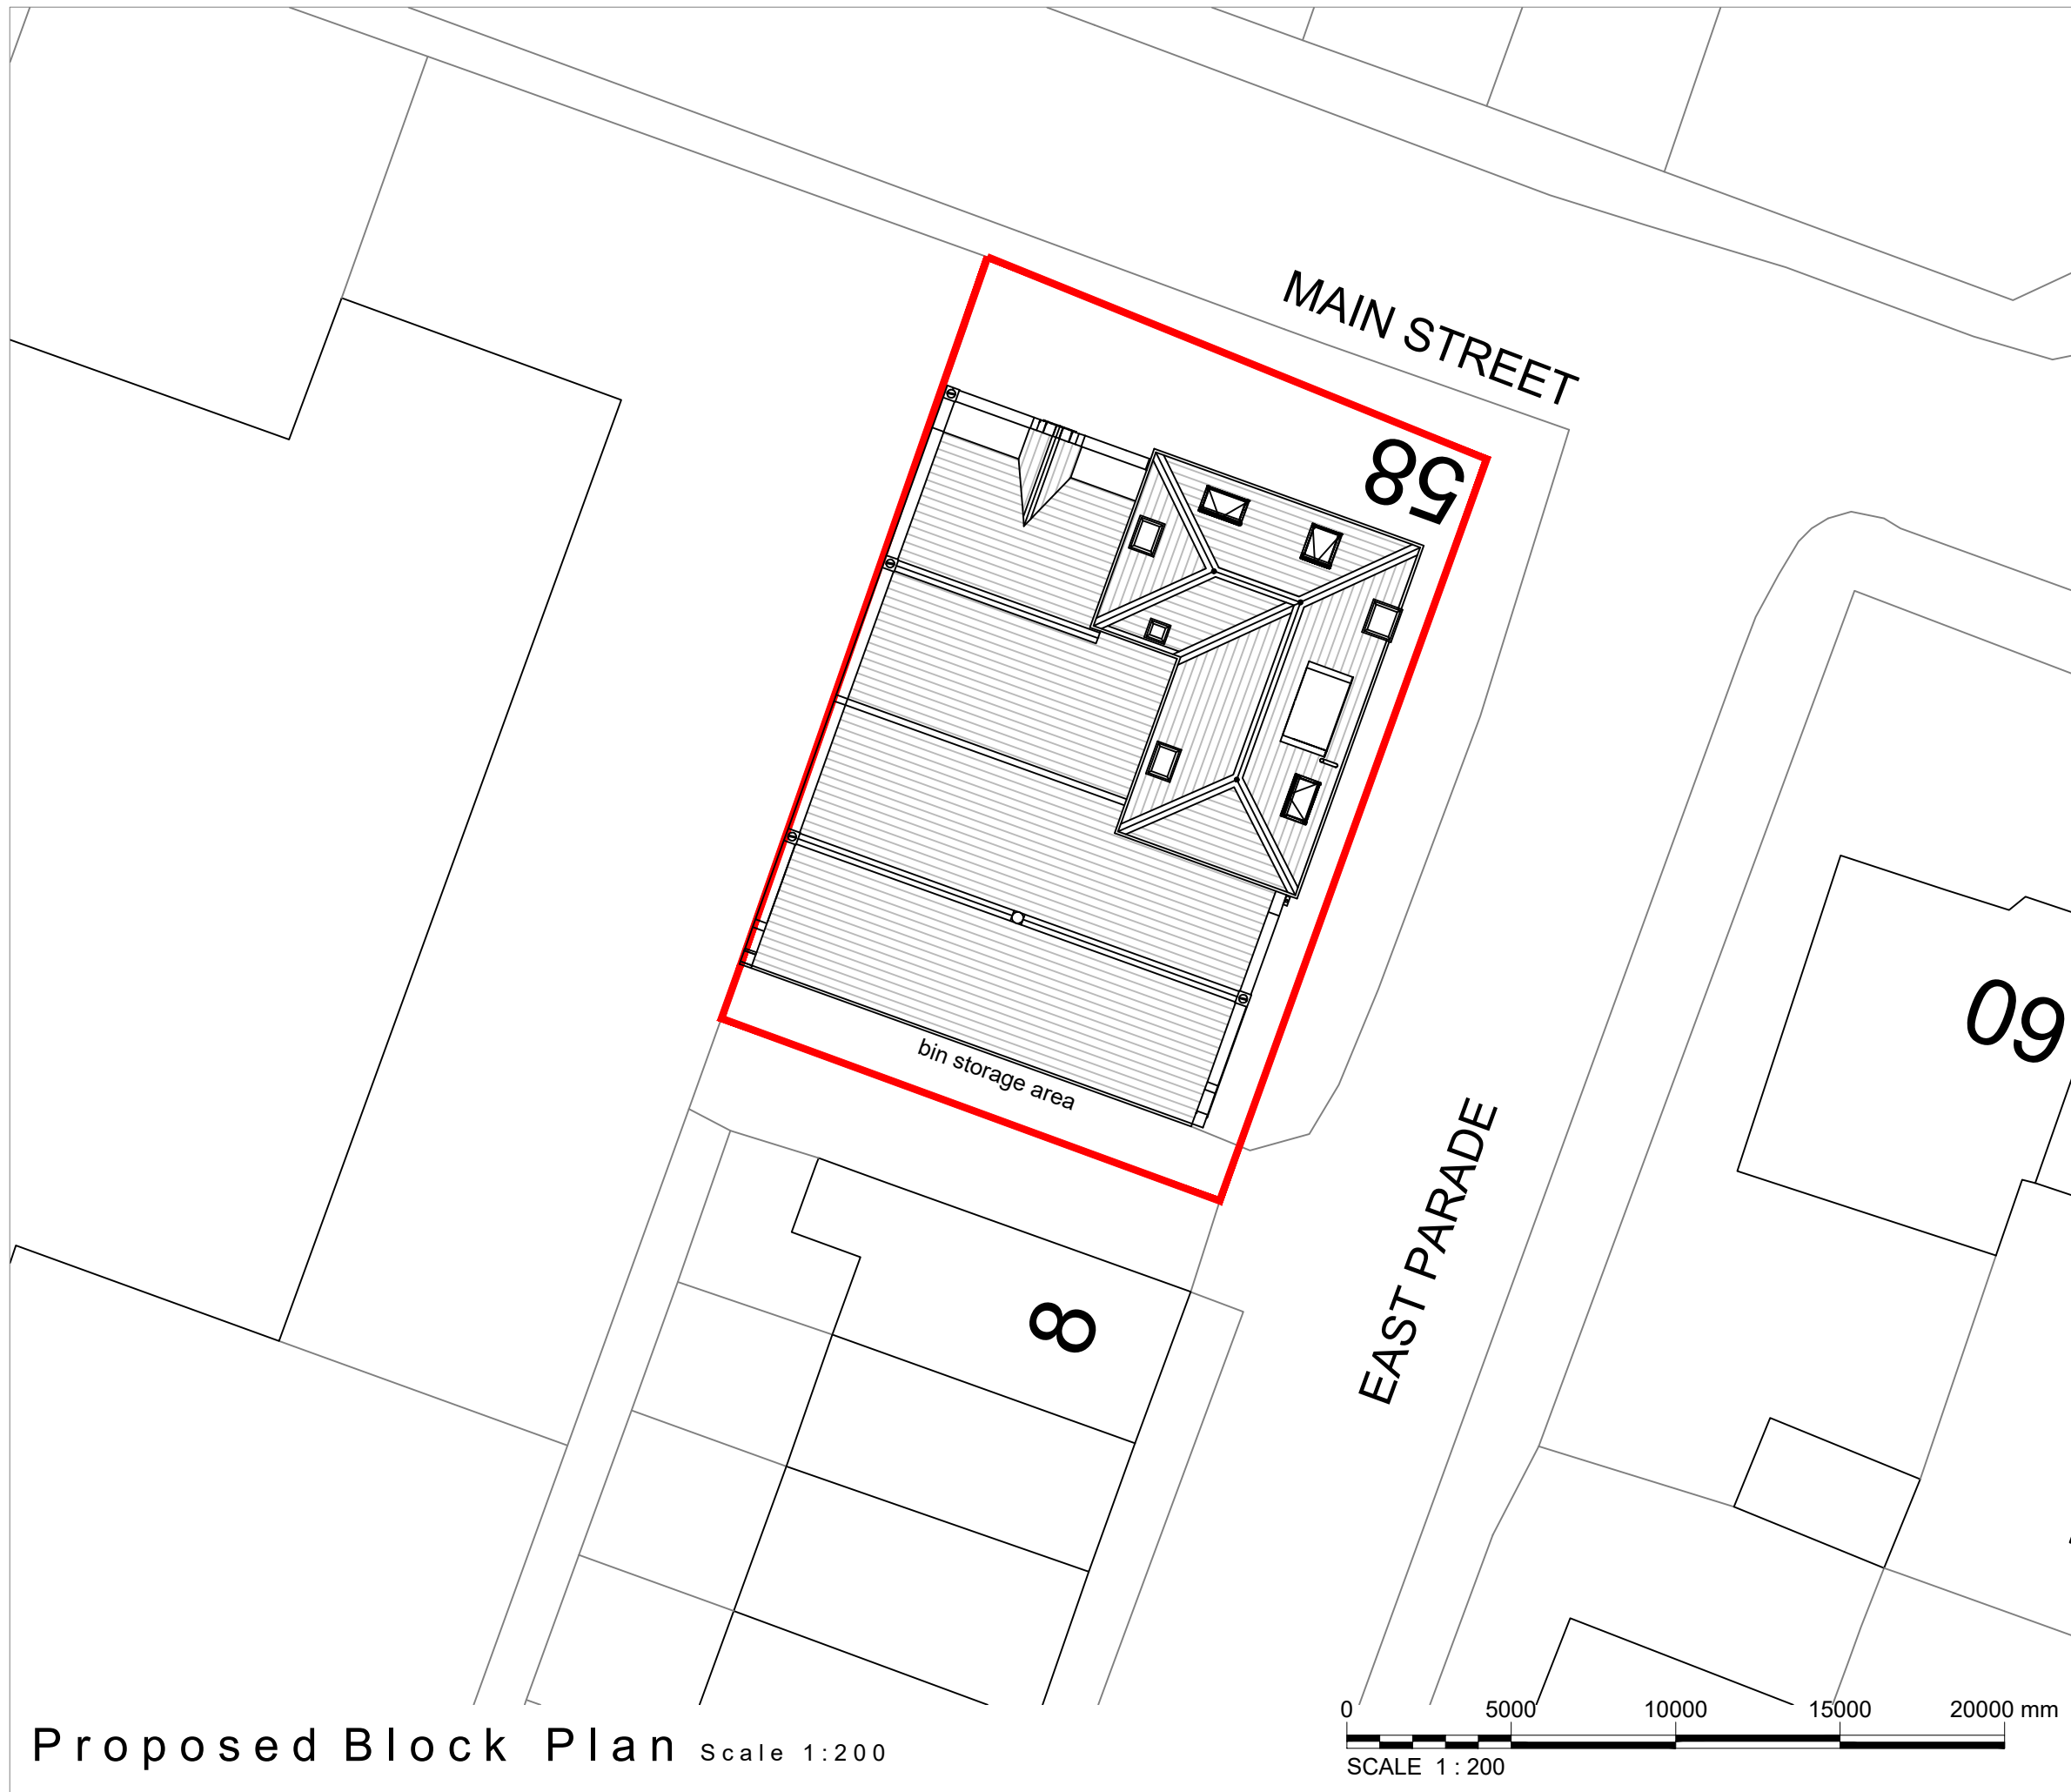 MAIN STREET
58
60
bin storage area
EAST PARADE
8
0 5000 10000 15000 20000 mm
SCALE 1 : 200
Proposed Block Plan Scale 1:200